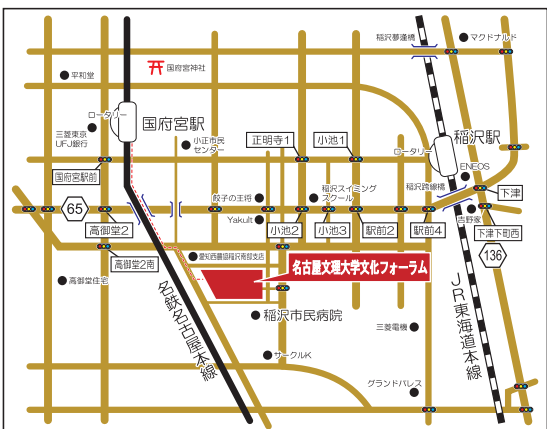 稲沢夢逢橋
マクドナルド
国府宮神社
平和堂
ロータリー
国府宮駅
三菱東京
UFJ銀行
小正市民
センター
正明寺1
小池1
稲沢駅
ロータリー
ENEOS
国府宮駅前
餃子の王将
稲沢スイミング
スクール
稲沢跨線橋
下津
65
Yakult
高御堂2
小池2
小池3
駅前2
駅前4
吉野家
下津下町西
高御堂2南
愛知西農協稲沢南部支店
136
高御堂住宅
名古屋文理大学文化フォーラム
名鉄名古屋本線
稲沢市民病院
三菱電機
JR東海道本線
サークルK
グランドパレス